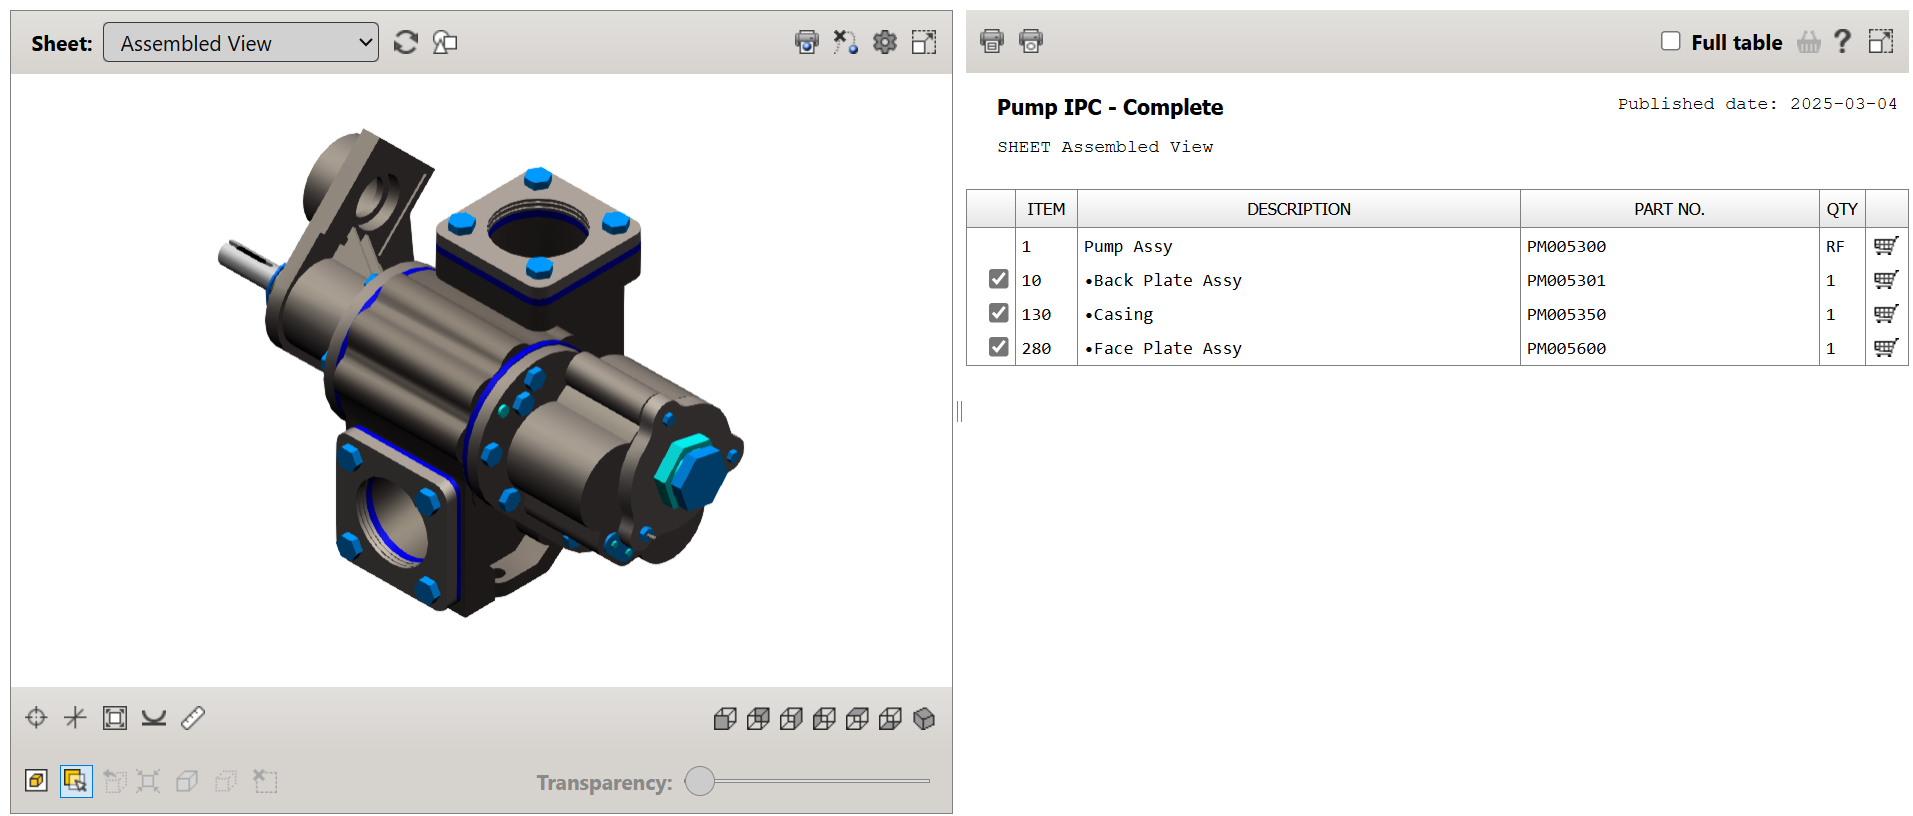 Sheet: Assembled View
Full table ?
Pump IPC - Complete
Published date: 2025-03-04
SHEET Assembled View
ITEM DESCRIPTION PART NO. QTY
1 Pump Assy PM005300 RF
10 •Back Plate Assy PM005301 1
130 •Casing PM005350 1
280 •Face Plate Assy PM005600 1
Transparency: